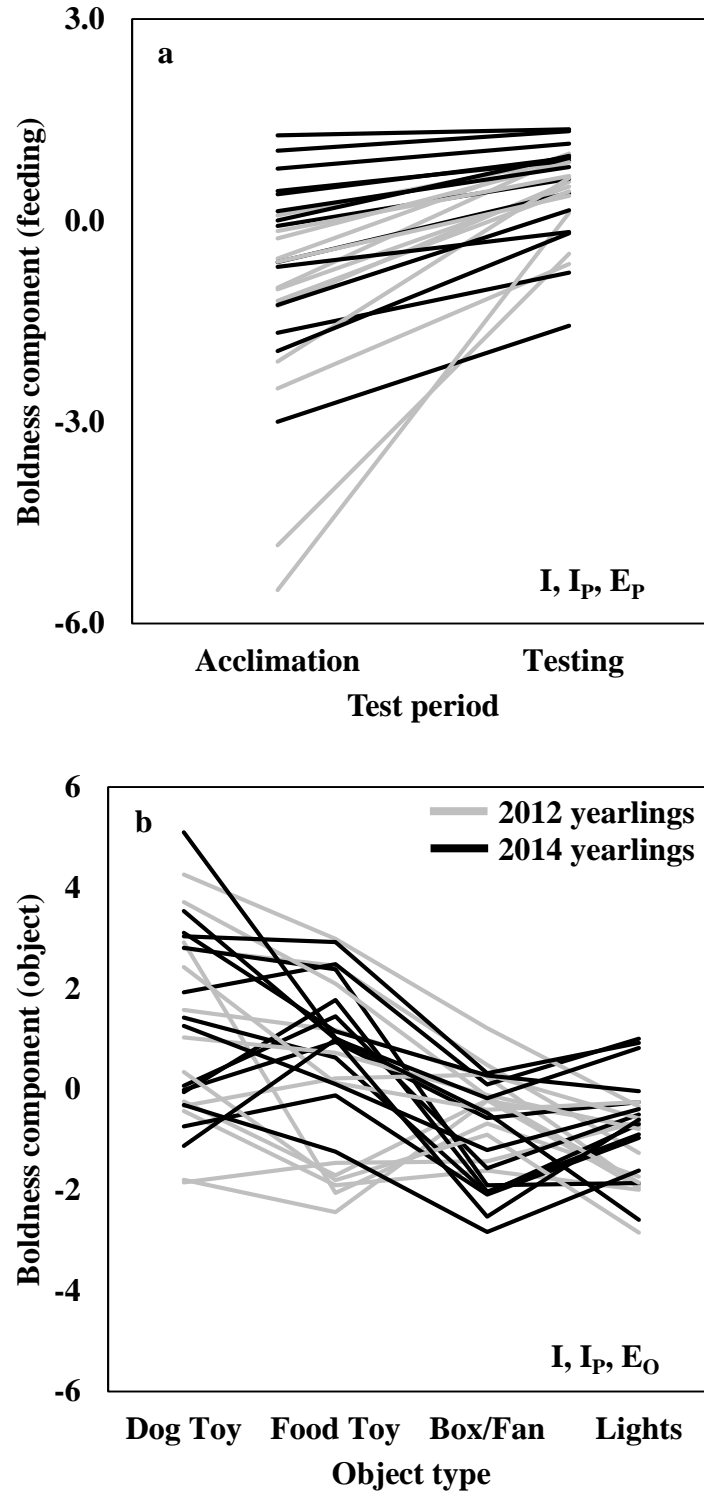 3.0
a
0.0
-3.0
-6.0
Boldness component (feeding)
I, I_P, E_P
Acclimation Testing
Test period
6
b
2012 yearlings
2014 yearlings
4
2
0
-2
-4
-6
Boldness component (object)
I, I_P, E_O
Dog Toy Food Toy Box/Fan Lights
Object type